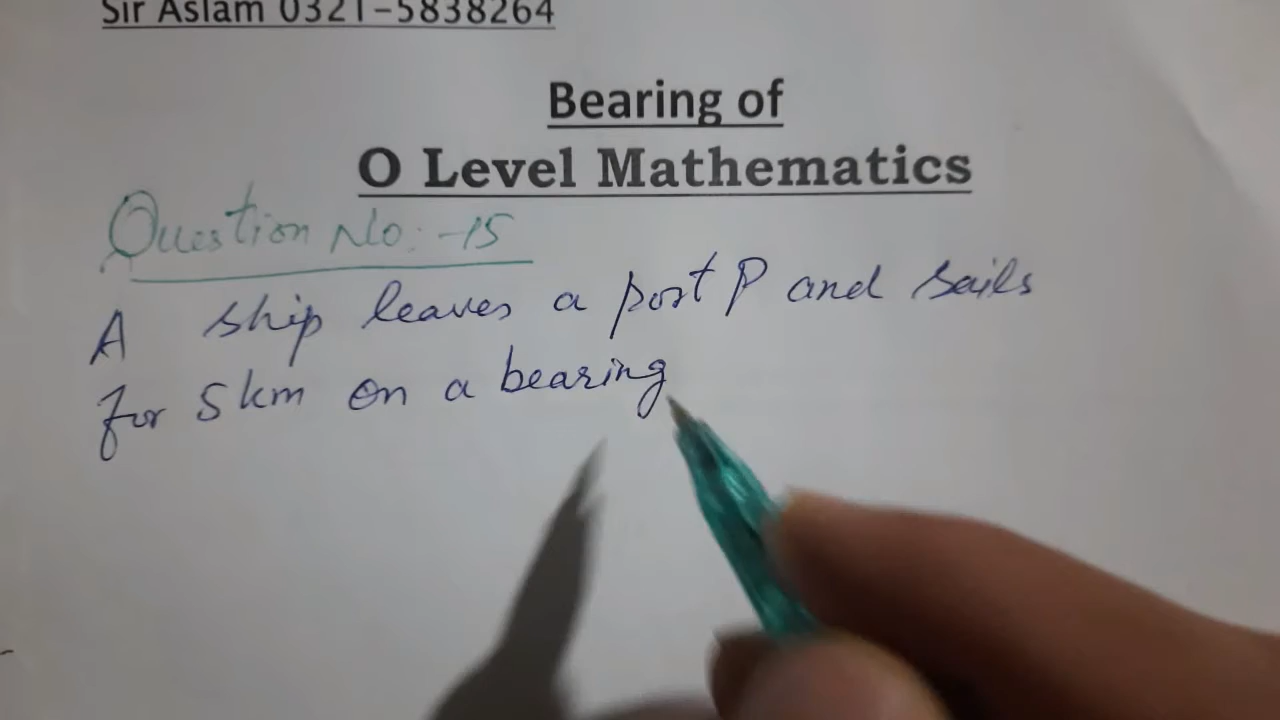 Sir Aslam 0321-5838264
Bearing of
O Level Mathematics
Question No:-15
A ship leaves a port P and sails
for 5km on a bearing